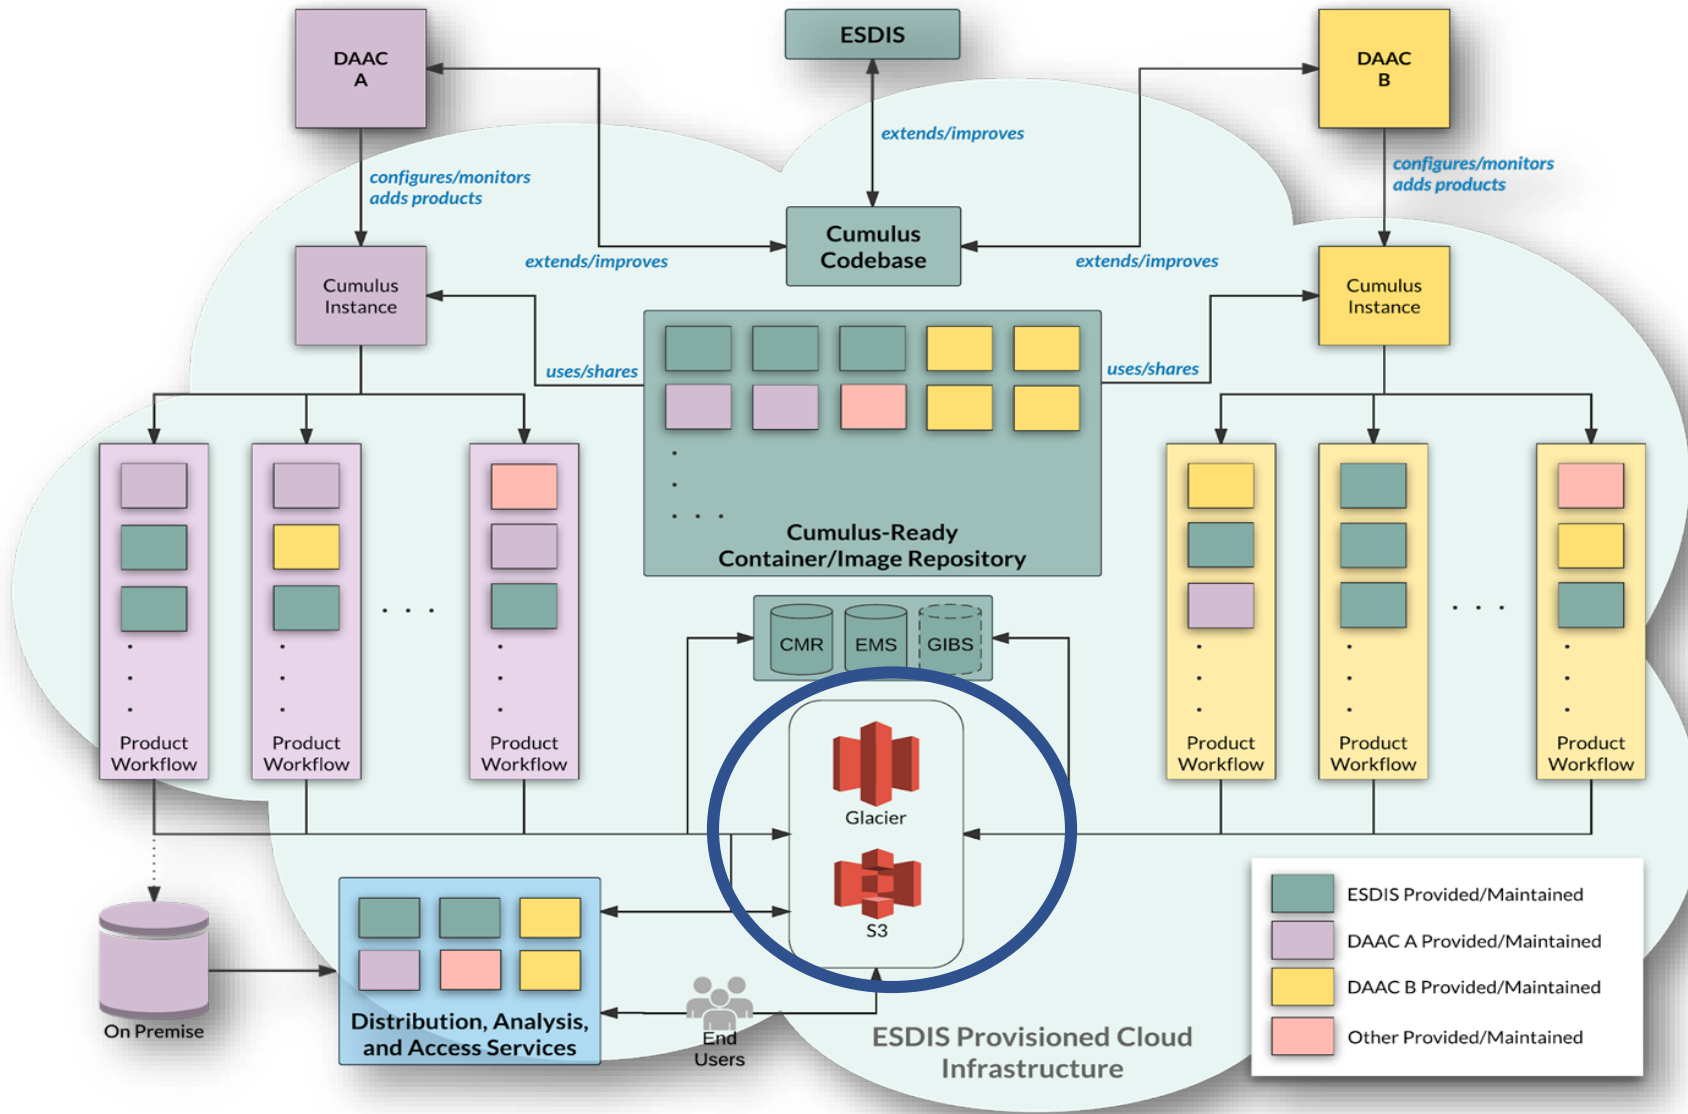 DAAC
A
ESDIS
DAAC
B
extends/improves
configures/monitors
adds products
configures/monitors
adds products
Cumulus
Codebase
extends/improves
extends/improves
Cumulus
Instance
Cumulus
Instance
uses/shares
uses/shares
Cumulus-Ready
Container/Image Repository
CMR
EMS
GIBS
Product
Workflow
Product
Workflow
Product
Workflow
Product
Workflow
Product
Workflow
Product
Workflow
Glacier
S3
On Premise
Distribution, Analysis,
and Access Services
End
Users
ESDIS Provisioned Cloud
Infrastructure
ESDIS Provided/Maintained
DAAC A Provided/Maintained
DAAC B Provided/Maintained
Other Provided/Maintained